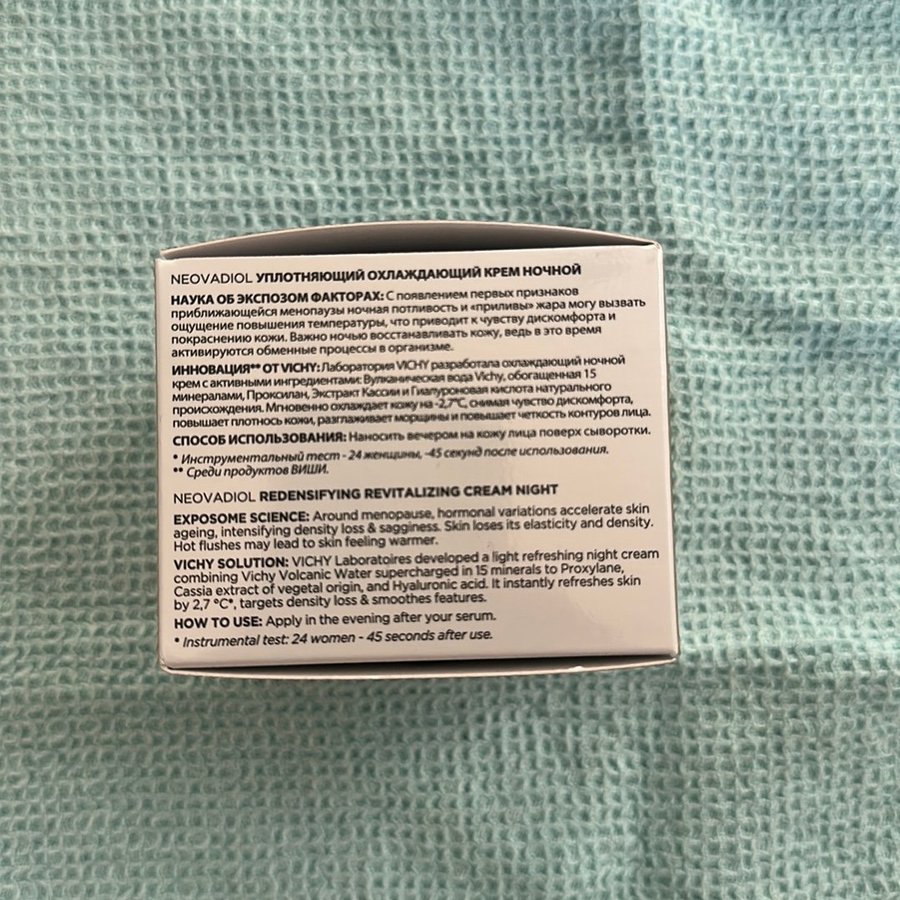 NEOVADIOL УПЛОТНЯЮЩИЙ ОХЛАЖДАЮЩИЙ КРЕМ НОЧНОЙ
НАУКА ОБ ЭКСПОЗОМ ФАКТОРАХ: С появлением первых признаков
приближающейся менопаузы ночная потливость и «приливы» жара могу вызвать
ощущение повышения температуры, что приводит к чувству дискомфорта и
покраснению кожи. Важно ночью восстанавливать кожу, ведь в это время
активируются обменные процессы в организме.
ИННОВАЦИЯ** ОТ VICHY: Лаборатория VICHY разработала охлаждающий ночной
крем с активными ингредиентами: Вулканическая вода Vichy, обогащенная 15
минералами, Проксилан, Экстракт Кассии и Гиалуроновая кислота натурального
происхождения. Мгновенно охлаждает кожу на -2,7°C, снимая чувство дискомфорта,
повышает плотнось кожи, разглаживает морщины и повышает четкость контуров лица.
СПОСОБ ИСПОЛЬЗОВАНИЯ: Наносить вечером на кожу лица поверх сыворотки.
* Инструментальный тест - 24 женщины, -45 секунд после использования.
** Среди продуктов ВИШИ.
NEOVADIOL REDENSIFYING REVITALIZING CREAM NIGHT
EXPOSOME SCIENCE: Around menopause, hormonal variations accelerate skin
ageing, intensifying density loss & sagginess. Skin loses its elasticity and density.
Hot flushes may lead to skin feeling warmer.
VICHY SOLUTION: VICHY Laboratoires developed a light refreshing night cream
combining Vichy Volcanic Water supercharged in 15 minerals to Proxylane,
Cassia extract of vegetal origin, and Hyaluronic acid. It instantly refreshes skin
by 2,7 °C*, targets density loss & smoothes features.
HOW TO USE: Apply in the evening after your serum.
* Instrumental test: 24 women - 45 seconds after use.